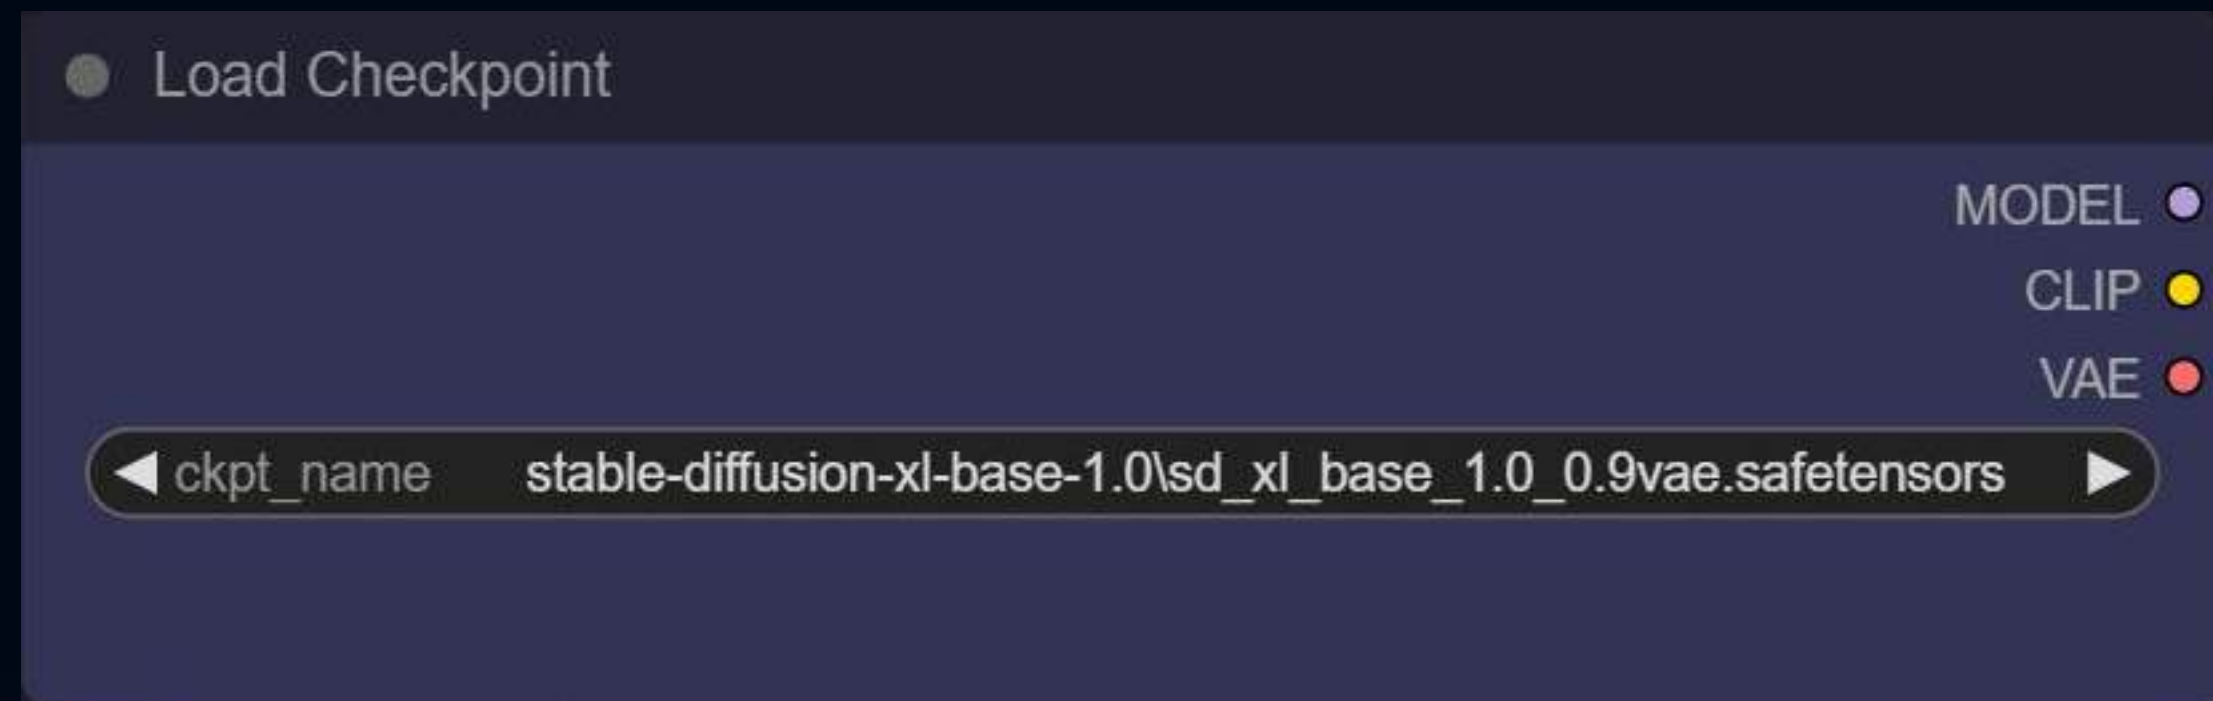 Load Checkpoint
MODEL
CLIP
VAE
ckpt_name stable-diffusion-xl-base-1.0\sd_xl_base_1.0_0.9vae.safetensors